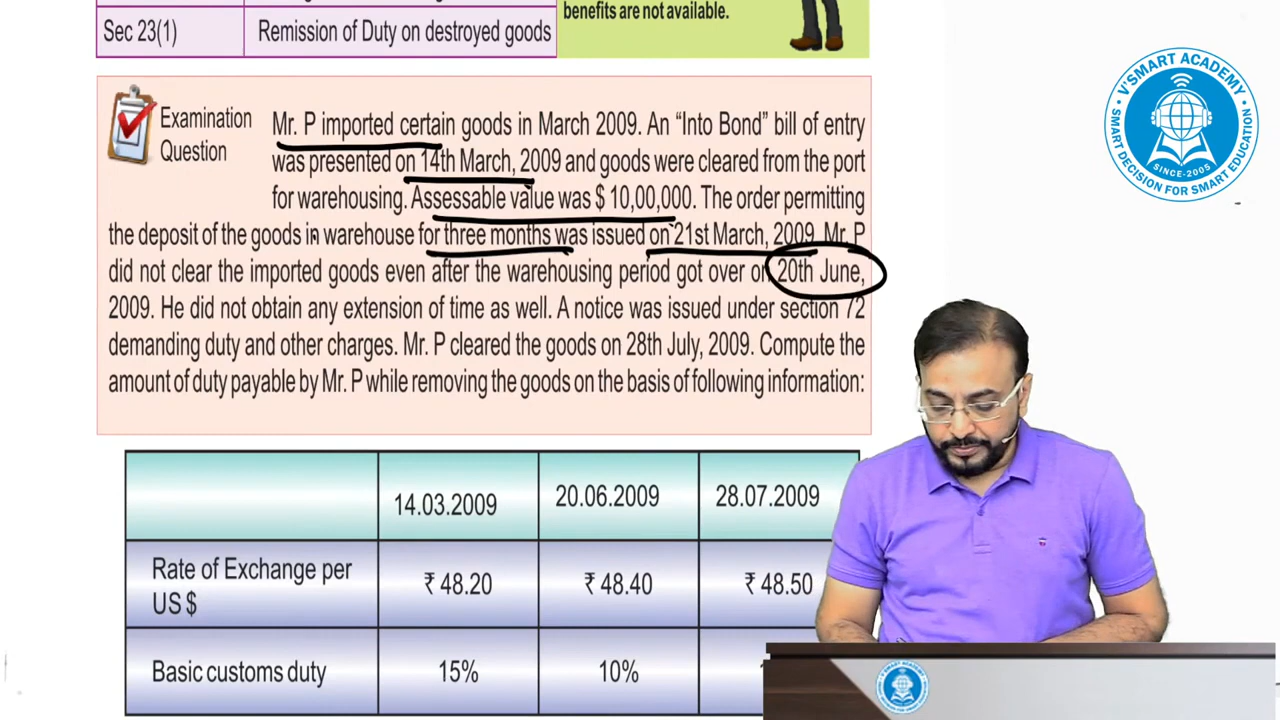 benefits are not available.
Sec 23(1) Remission of Duty on destroyed goods
V'SMART ACADEMY
SINCE-2005
SMART DECISION FOR SMART EDUCATION
Examination
Question
Mr. P imported certain goods in March 2009. An “Into Bond” bill of entry
was presented on 14th March, 2009 and goods were cleared from the port
for warehousing. Assessable value was $ 10,00,000. The order permitting
the deposit of the goods in warehouse for three months was issued on 21st March, 2009. Mr. P
did not clear the imported goods even after the warehousing period got over on 20th June,
2009. He did not obtain any extension of time as well. A notice was issued under section 72
demanding duty and other charges. Mr. P cleared the goods on 28th July, 2009. Compute the
amount of duty payable by Mr. P while removing the goods on the basis of following information:
14.03.2009 20.06.2009 28.07.2009
Rate of Exchange per
US $ ₹ 48.20 ₹ 48.40 ₹ 48.50
Basic customs duty 15% 10%